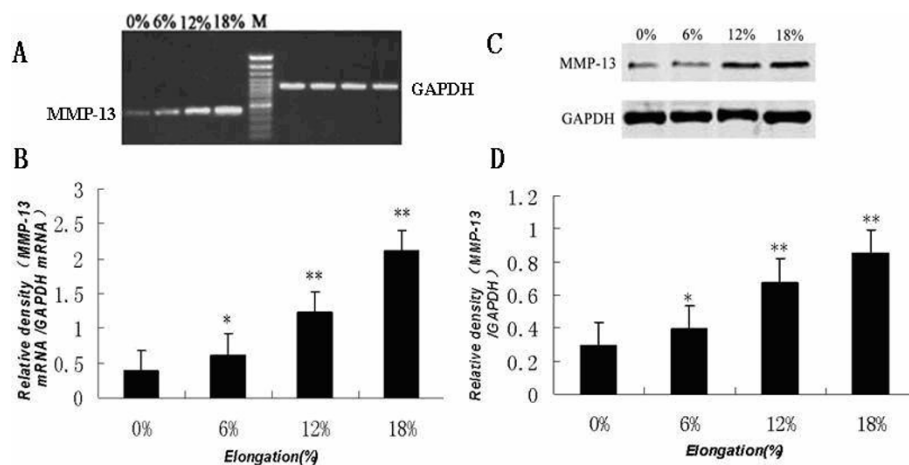 A
0% 6% 12% 18% M
MMP-13
GAPDH
B
Relative density (MMP-13
mRNA /GAPDH mRNA)
3
2.5
2
1.5
1
0.5
0
*
**
**
0% 6% 12% 18%
Elongation(%)
C
0% 6% 12% 18%
MMP-13
GAPDH
D
Relative density (MMP-13
/GAPDH)
1.2
1
0.8
0.6
0.4
0.2
0
*
**
**
0% 6% 12% 18%
Elongation(%)